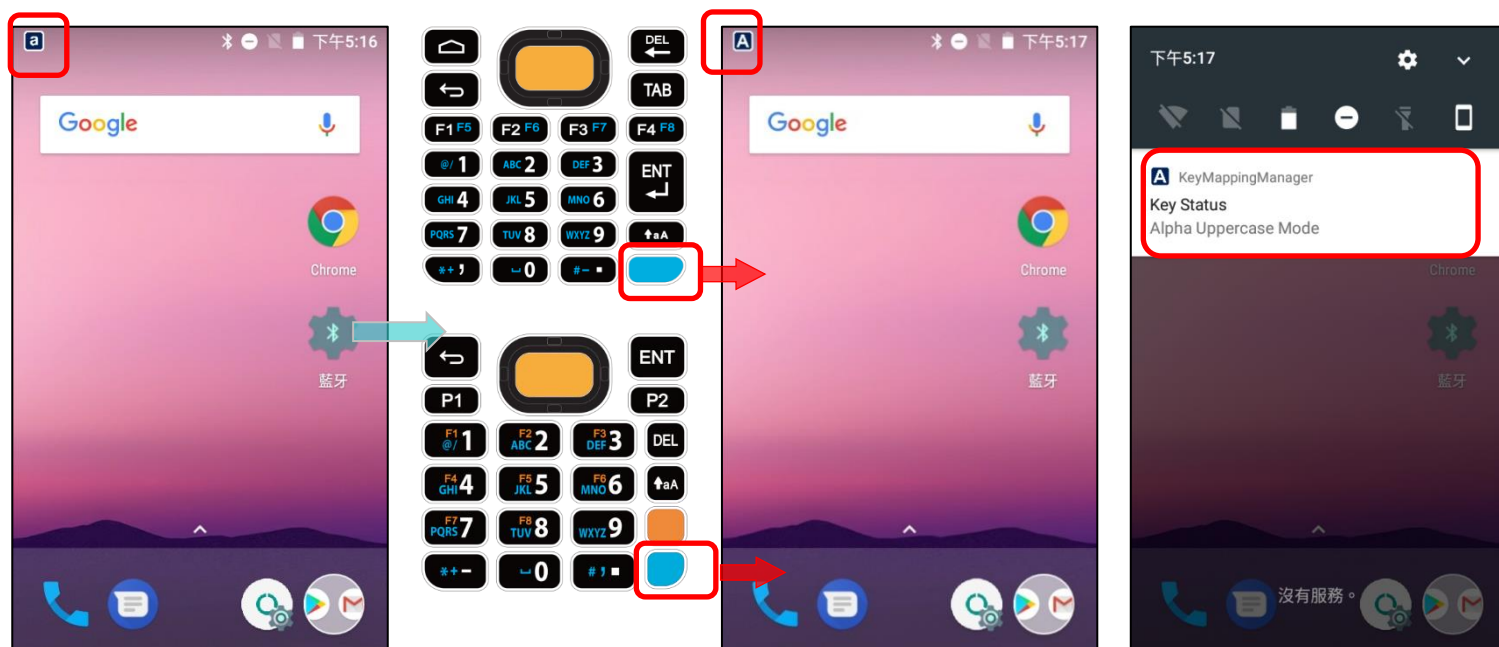 a
下午5:16
Google
Chrome
藍牙
DEL
TAB
F1 F5
F2 F6
F3 F7
F4 F8
@/ 1
ABC 2
DEF 3
ENT
GHI 4
JKL 5
MNO 6
PQRS 7
TUV 8
WXYZ 9
aA
*+ ,
0
#- .
ENT
P1
P2
F1
@/ 1
F2
ABC 2
F3
DEF 3
DEL
F4
GHI 4
F5
JKL 5
F6
MNO 6
aA
F7
PQRS 7
F8
TUV 8
WXYZ 9
*+ -
0
# , .
A
下午5:17
Google
Chrome
藍牙
下午5:17
A KeyMappingManager
Key Status
Alpha Uppercase Mode
Chrome
藍牙
沒有服務。